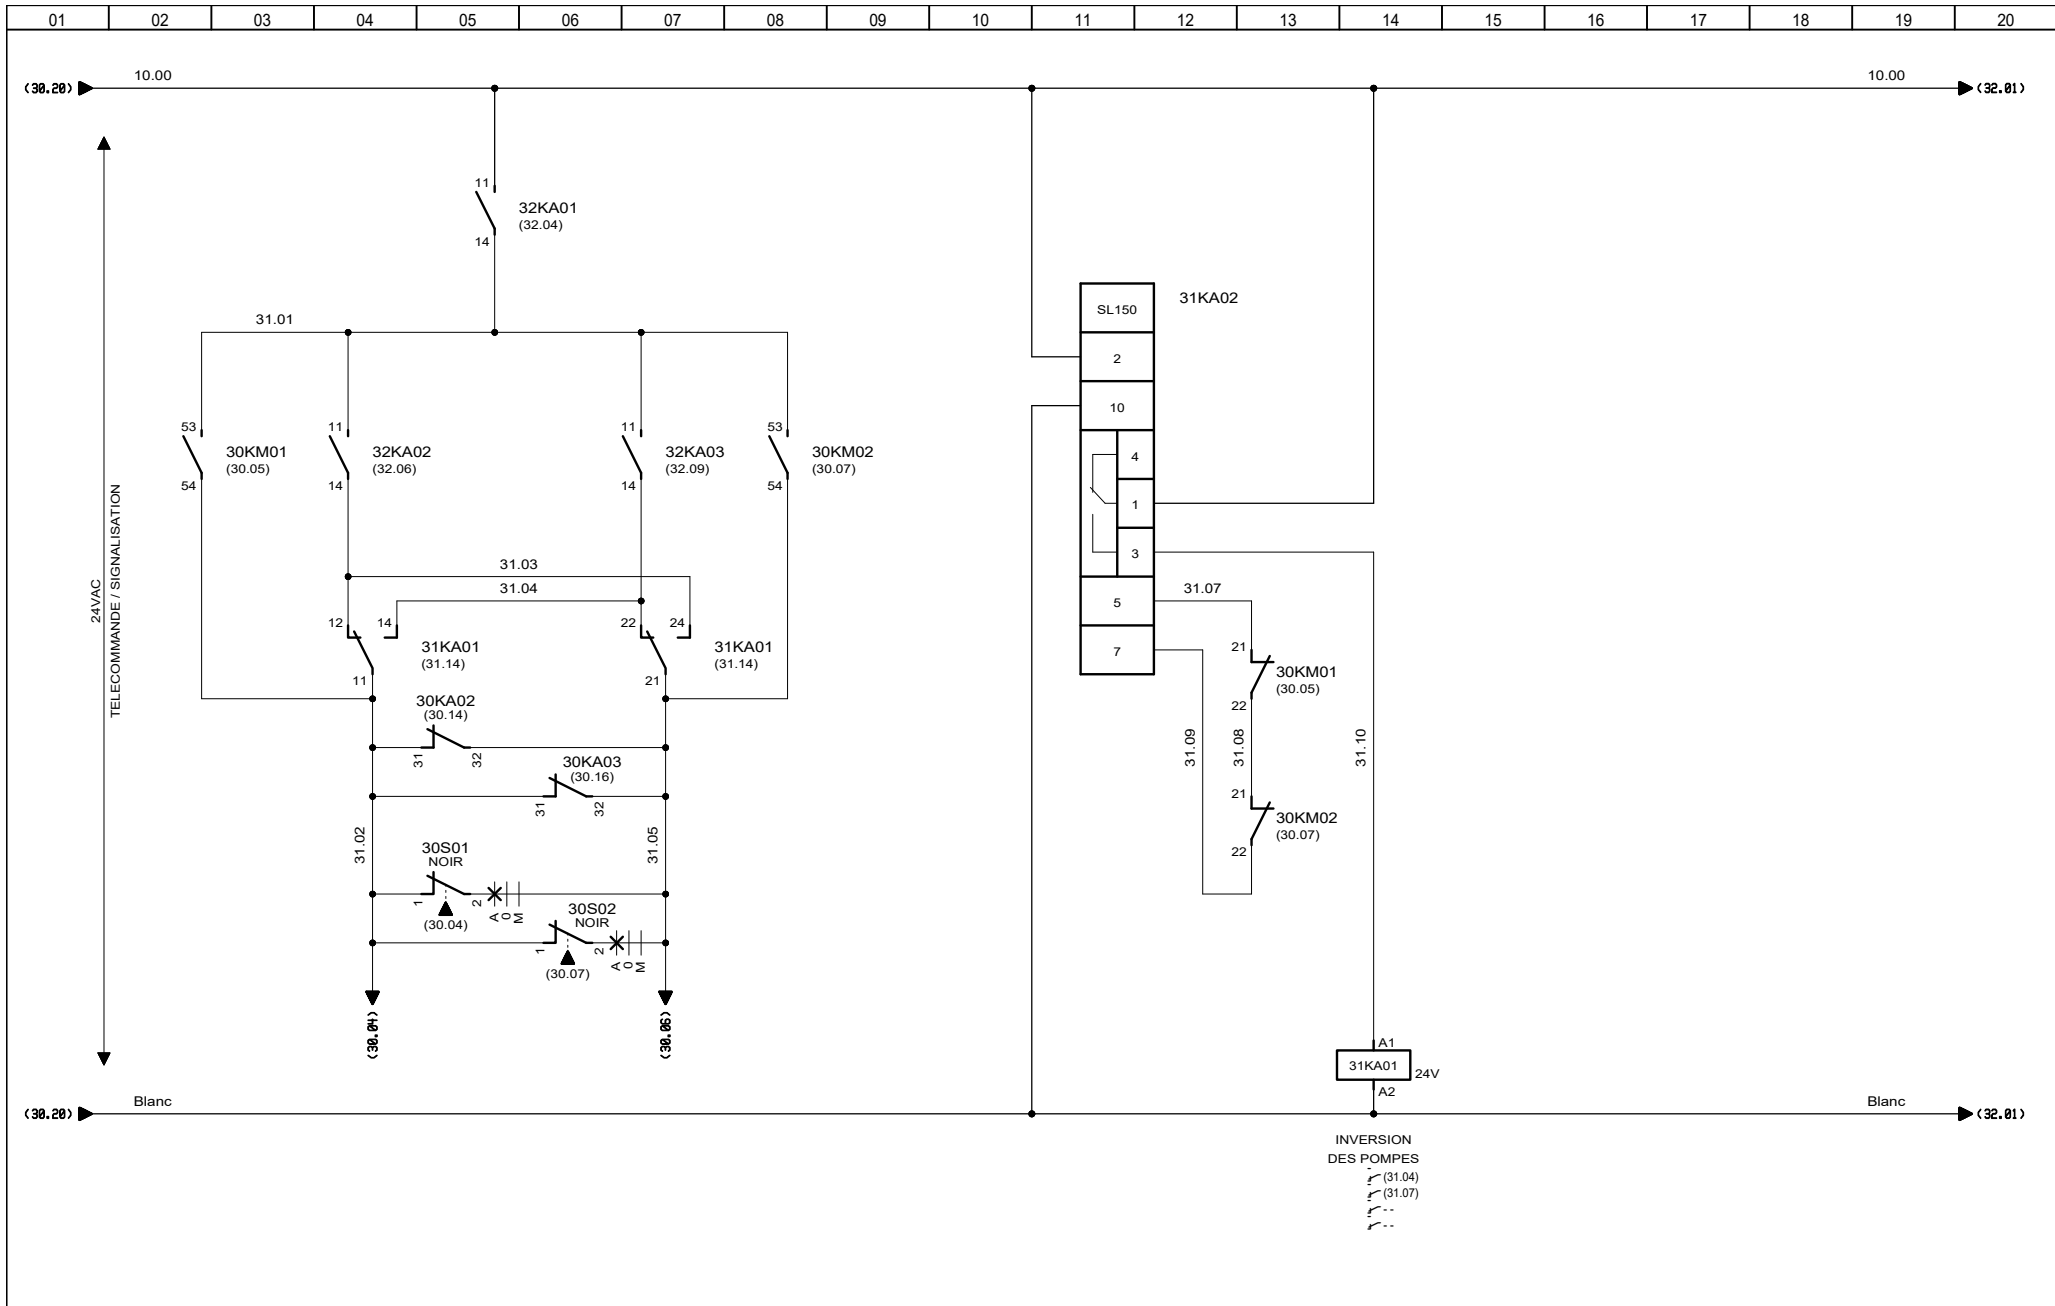 01 02 03 04 05 06 07 08 09 10 11 12 13 14 15 16 17 18 19 20
10.00 10.00
(30.20) (32.01)
11
32KA01
(32.04)
14
31KA02
SL150
31.01
2
10
53 11 11 53
30KM01 32KA02 32KA03 30KM02
(30.05) (32.06) (32.09) (30.07)
54 14 14 54
4
1
3
24VAC
TELECOMMANDE / SIGNALISATION
31.03
31.04
31.07
5
12 14 22 24
31KA01 31KA01
(31.14) (31.14)
11 21
7
21
30KM01
(30.05)
22
30KA02
(30.14)
31 32
30KA03
(30.16)
31 32
31.09 31.08 31.10
21
30KM02
(30.07)
22
31.02 31.05
30S01
NOIR
1 2 A 0 M
(30.04)
30S02
NOIR
1 2 A 0 M
(30.07)
(30.04) (30.06)
A1
31KA01
24V
A2
Blanc Blanc
(30.20) (32.01)
INVERSION
DES POMPES
(31.04)
(31.07)
--
--